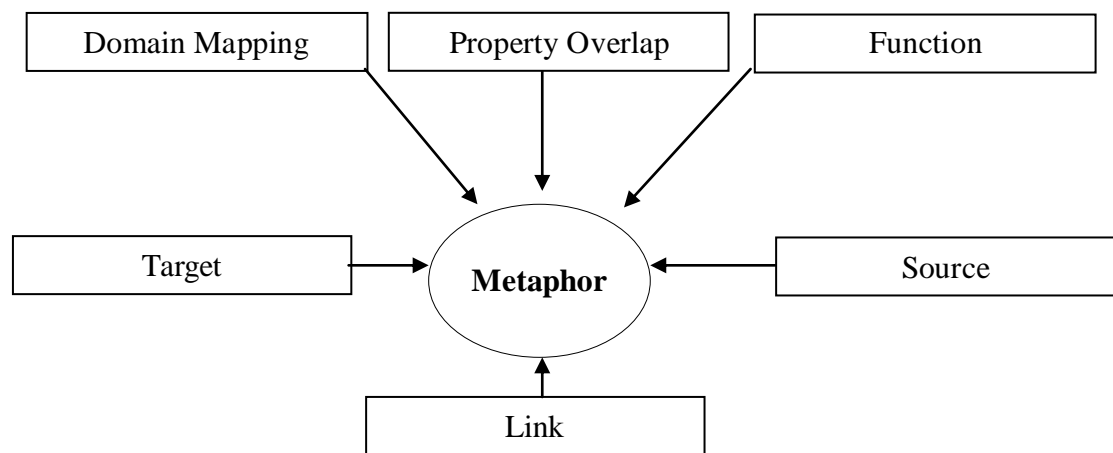 Domain Mapping
Property Overlap
Function
Target
Metaphor
Source
Link